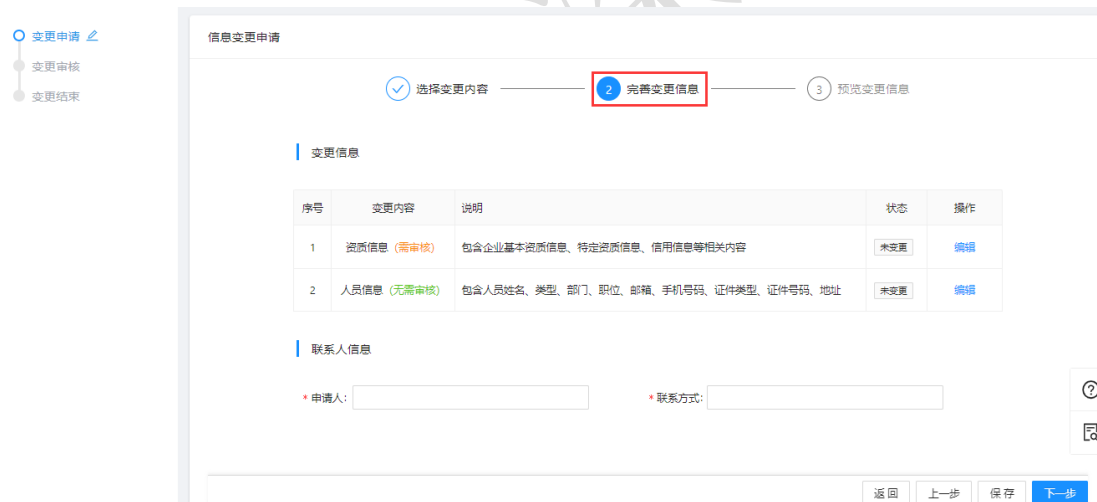 变更申请
变更审核
变更结束
信息变更申请
选择变更内容 2 完善变更信息 3 预览变更信息
变更信息
序号 变更内容 说明 状态 操作
1 资质信息 (需审核) 包含企业基本资质信息、特定资质信息、信用信息等相关内容 未变更 编辑
2 人员信息 (无需审核) 包含人员姓名、类型、部门、职位、邮箱、手机号码、证件类型、证件号码、地址 未变更 编辑
联系人信息
* 申请人: * 联系方式:
返回 上一步 保存 下一步